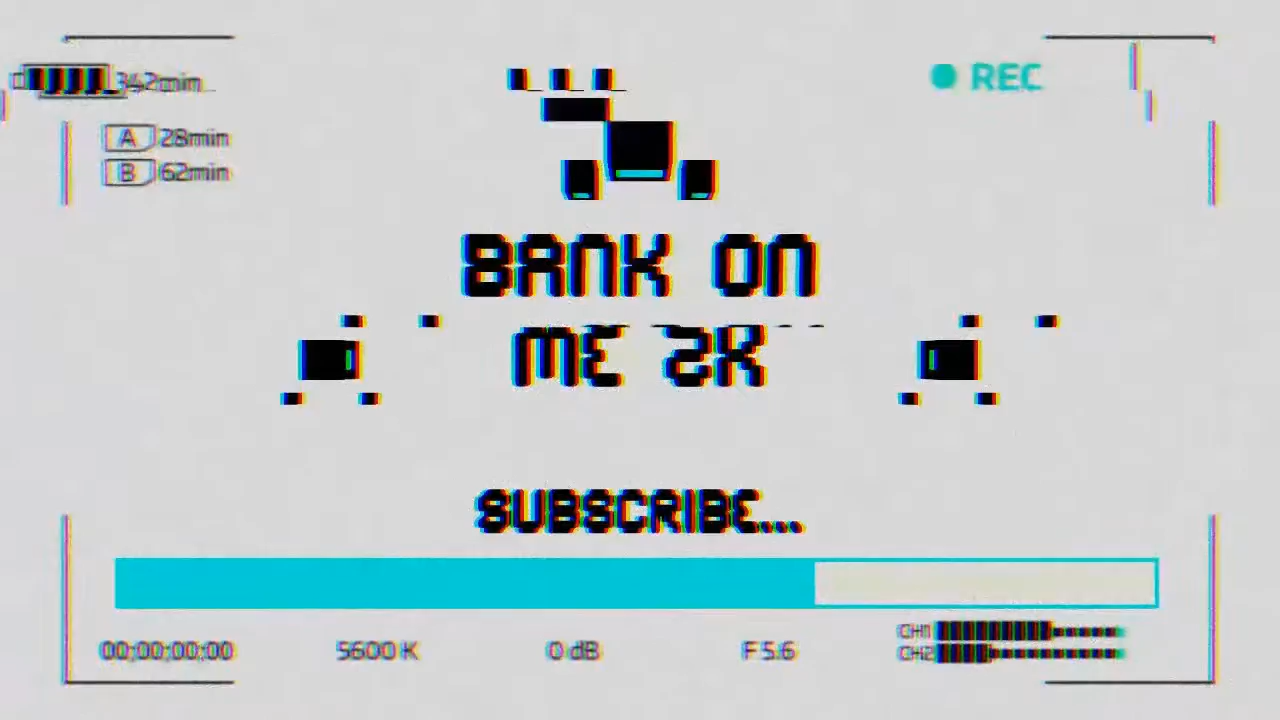 342min
REC
A 28min
B 62min
BANK ON
ME 2K
SUBSCRIBE...
00;00;00;00 5600 K 0 dB F 5.6
CH1
CH2